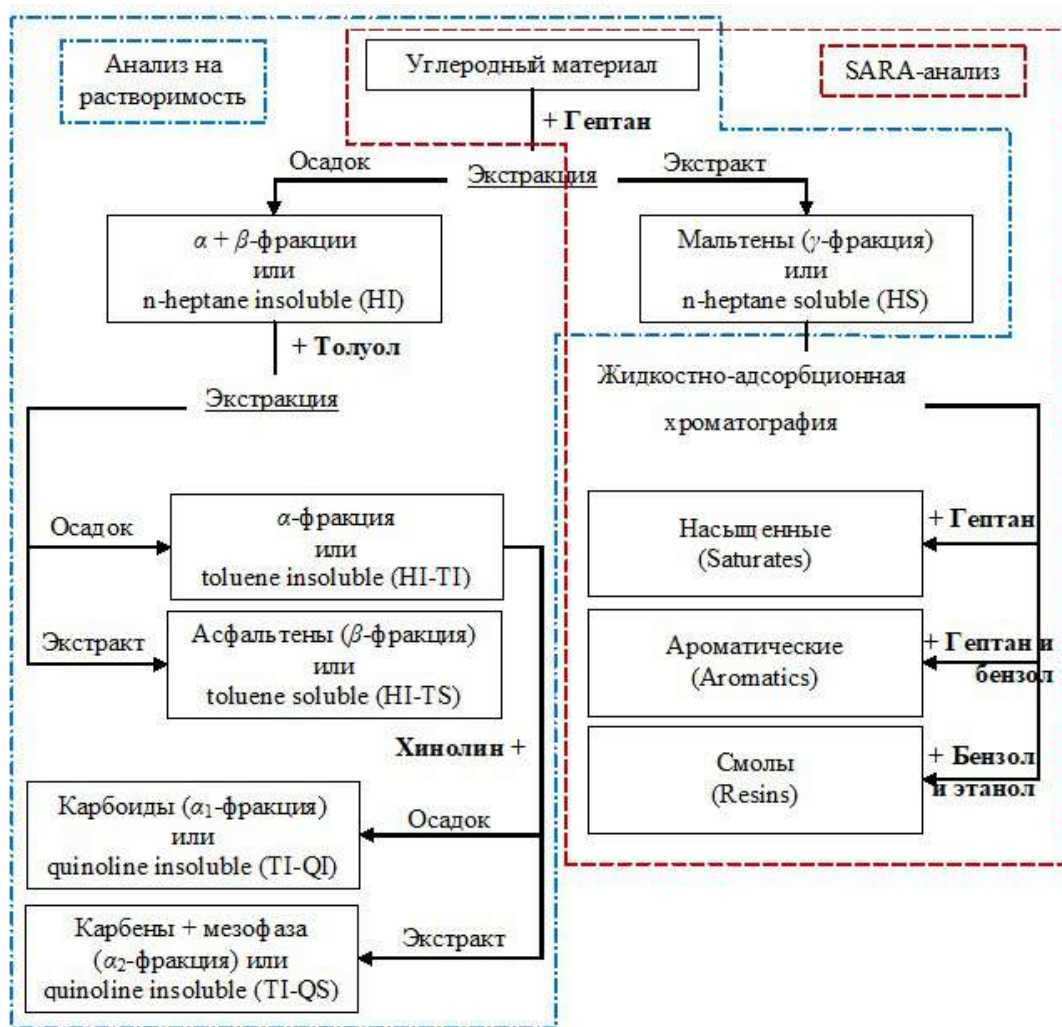 Анализ на
растворимость
Углеродный материал
SARA-анализ
+ Гептан
Осадок
Экстракция
Экстракт
α + β-фракции
или
n-heptane insoluble (HI)
Мальтены (γ-фракция)
или
n-heptane soluble (HS)
+ Толуол
Экстракция
Жидкостно-адсорбционная
хроматография
Осадок
α-фракция
или
toluene insoluble (HI-TI)
Экстракт
Асфальтены (β-фракция)
или
toluene soluble (HI-TS)
Хинолин +
Карбоиды (α₁-фракция)
или
quinoline insoluble (TI-QI)
Осадок
Карбены + мезофаза
(α₂-фракция) или
quinoline insoluble (TI-QS)
Экстракт
Насыщенные
(Saturates)
+ Гептан
Ароматические
(Aromatics)
+ Гептан и
бензол
Смолы
(Resins)
+ Бензол
и этанол